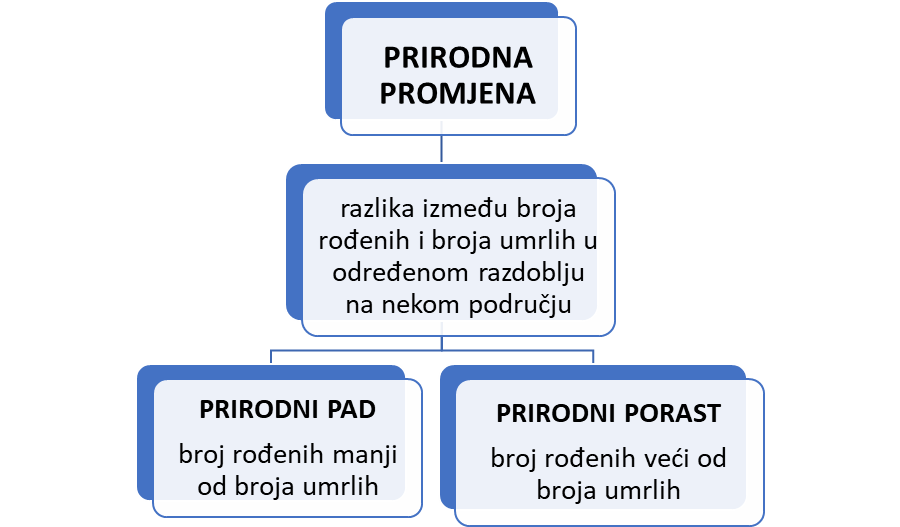 PRIRODNA
PROMJENA
razlika između broja
rođenih i broja umrlih u
određenom razdoblju
na nekom području
PRIRODNI PAD
broj rođenih manji
od broja umrlih
PRIRODNI PORAST
broj rođenih veći od
broja umrlih